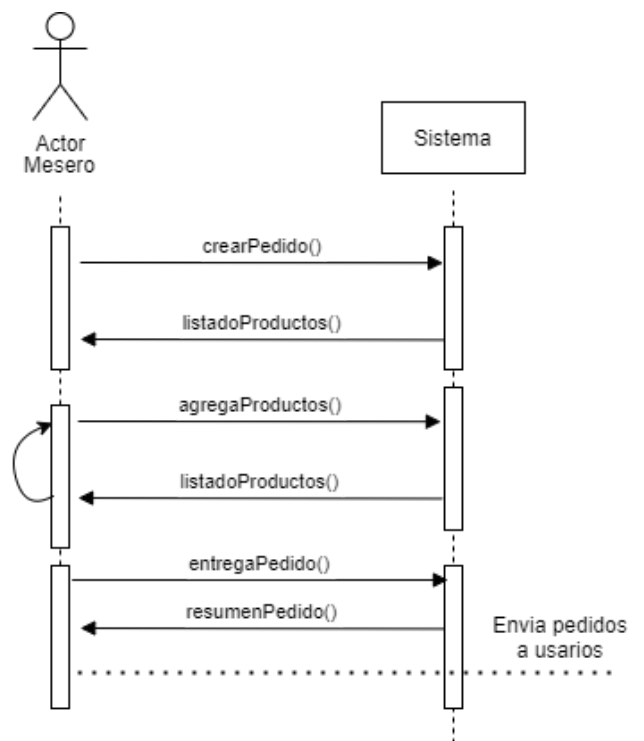 Actor
Mesero
Sistema
crearPedido()
listadoProductos()
agregaProductos()
listadoProductos()
entregaPedido()
resumenPedido()
Envia pedidos
a usarios